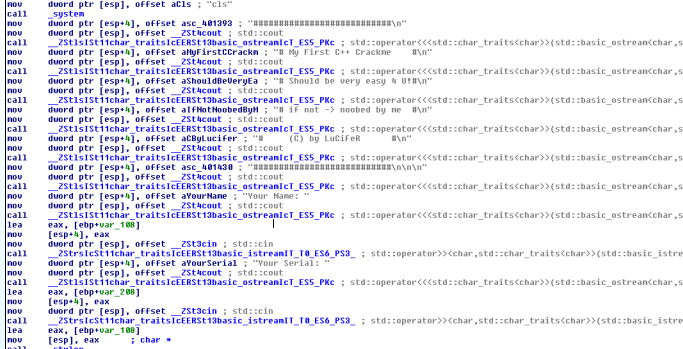 mov dword ptr [esp], offset aCls ; "cls"
call _system
mov dword ptr [esp+4], offset asc_401393 ; "############################\n"
mov dword ptr [esp], offset __ZSt4cout ; std::cout
call __ZStlsISt11char_traitsIcEERSt13basic_ostreamIcT_ES5_PKc ; std::operator<<<std::char_traits<char>>(std::basic_ostream<char,s
mov dword ptr [esp+4], offset aMyFirstCCrackm ; "# My First C++ Crackme    #\n"
mov dword ptr [esp], offset __ZSt4cout ; std::cout
call __ZStlsISt11char_traitsIcEERSt13basic_ostreamIcT_ES5_PKc ; std::operator<<<std::char_traits<char>>(std::basic_ostream<char,s
mov dword ptr [esp+4], offset aShouldBeVeryEa ; "# Should be very easy 4 U!#\n"
mov dword ptr [esp], offset __ZSt4cout ; std::cout
call __ZStlsISt11char_traitsIcEERSt13basic_ostreamIcT_ES5_PKc ; std::operator<<<std::char_traits<char>>(std::basic_ostream<char,s
mov dword ptr [esp+4], offset aIfNotNoobedByM ; "# if not -> noobed by me  #\n"
mov dword ptr [esp], offset __ZSt4cout ; std::cout
call __ZStlsISt11char_traitsIcEERSt13basic_ostreamIcT_ES5_PKc ; std::operator<<<std::char_traits<char>>(std::basic_ostream<char,s
mov dword ptr [esp+4], offset aCByLucifer ; "#     (C) by LuCiFeR      #\n"
mov dword ptr [esp], offset __ZSt4cout ; std::cout
call __ZStlsISt11char_traitsIcEERSt13basic_ostreamIcT_ES5_PKc ; std::operator<<<std::char_traits<char>>(std::basic_ostream<char,s
mov dword ptr [esp+4], offset asc_401430 ; "############################\n\n\n"
mov dword ptr [esp], offset __ZSt4cout ; std::cout
call __ZStlsISt11char_traitsIcEERSt13basic_ostreamIcT_ES5_PKc ; std::operator<<<std::char_traits<char>>(std::basic_ostream<char,s
mov dword ptr [esp+4], offset aYourName ; "Your Name: "
mov dword ptr [esp], offset __ZSt4cout ; std::cout
call __ZStlsISt11char_traitsIcEERSt13basic_ostreamIcT_ES5_PKc ; std::operator<<<std::char_traits<char>>(std::basic_ostream<char,s
lea eax, [ebp+var_108]
mov [esp+4], eax
mov dword ptr [esp], offset __ZSt3cin ; std::cin
call __ZStrsIcSt11char_traitsIcEERSt13basic_istreamIT_T0_ES6_PS3_ ; std::operator>><char,std::char_traits<char>>(std::basic_istre
mov dword ptr [esp+4], offset aYourSerial ; "Your Serial: "
mov dword ptr [esp], offset __ZSt4cout ; std::cout
call __ZStlsISt11char_traitsIcEERSt13basic_ostreamIcT_ES5_PKc ; std::operator<<<std::char_traits<char>>(std::basic_ostream<char,s
lea eax, [ebp+var_208]
mov [esp+4], eax
mov dword ptr [esp], offset __ZSt3cin ; std::cin
call __ZStrsIcSt11char_traitsIcEERSt13basic_istreamIT_T0_ES6_PS3_ ; std::operator>><char,std::char_traits<char>>(std::basic_istre
lea eax, [ebp+var_108]
mov [esp], eax ; char *
call _strlen